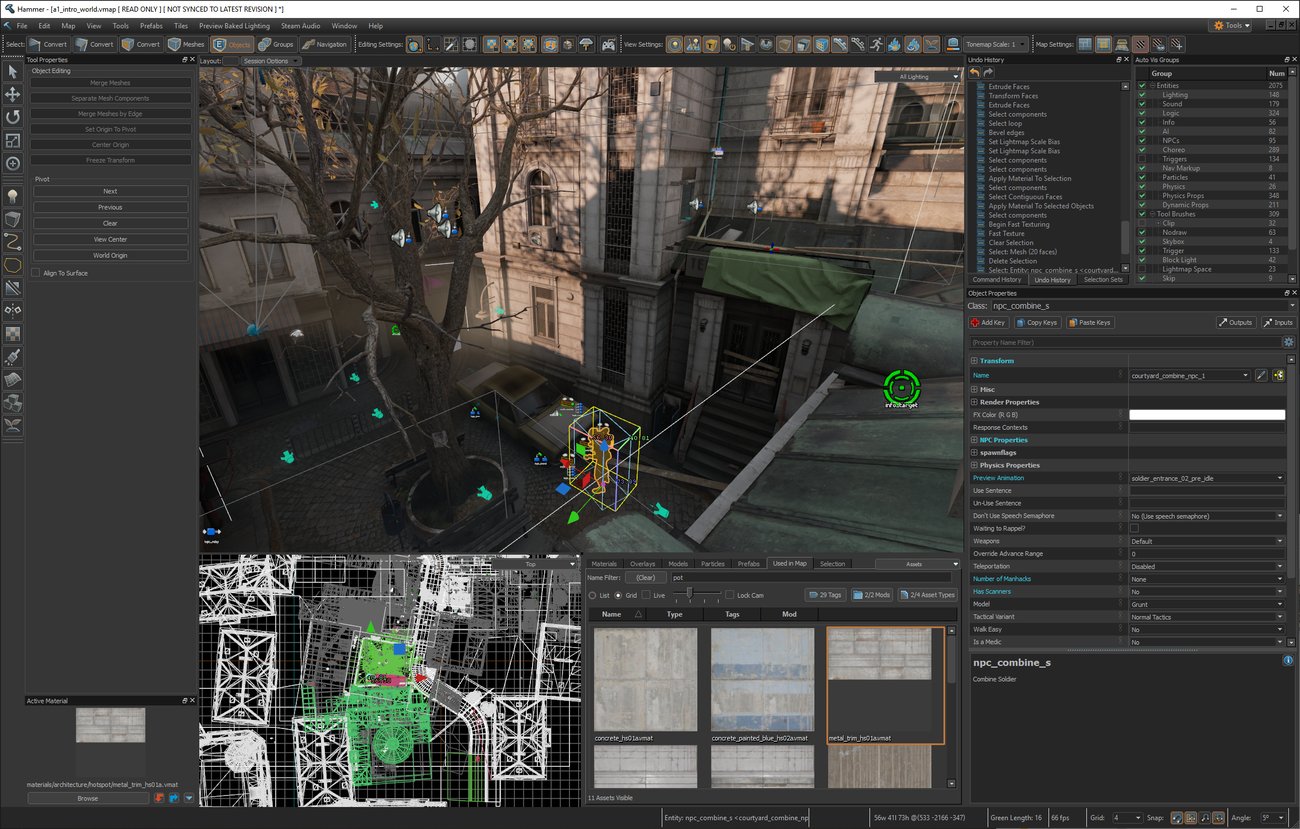 Hammer - [a1_intro_world.vmap [ READ ONLY ] [ NOT SYNCED TO LATEST REVISION ] *]
File Edit Map View Tools Prefabs Tiles Preview Baked Lighting Steam Audio Window Help
Tools
Select: Convert Convert Convert Meshes Objects Groups Navigation Editing Settings: View Settings: Tonemap Scale: 1 Map Settings:
Tool Properties
Object Editing
Merge Meshes
Separate Mesh Components
Merge Meshes by Edge
Set Origin To Pivot
Center Origin
Freeze Transform
Pivot
Next
Previous
Clear
View Center
World Origin
Align To Surface
Active Material
materials/architecture/hotspot/metal_trim_hs01a.vmat
Browse
Layout: Session Options
All Lighting
info_target
Top
Materials Overlays Models Particles Prefabs Used in Map Selection Assets
Name Filter: (Clear) pot
List Grid Live Lock Cam 29 Tags 2/2 Mods 2/4 Asset Types
Name Type Tags Mod
concrete_hs01a.vmat concrete_painted_blue_hs02a.vmat metal_trim_hs01a.vmat
11 Assets Visible
Undo History
Extrude Faces
Transform Faces
Extrude Faces
Select components
Select loop
Bevel edges
Set Lightmap Scale Bias
Set Lightmap Scale Bias
Select components
Select components
Apply Material To Selection
Select components
Select Contiguous Faces
Apply Material To Selected Objects
Select components
Begin Fast Texturing
Fast Texture
Clear Selection
Select: Mesh (20 faces)
Delete Selection
Select: Entity: npc_combine_s <courtyard...
Command History Undo History Selection Sets
Auto Vis Groups
Group Num
Entities 2075
Lighting 148
Sound 179
Logic 324
Info 56
AI 82
NPCs 95
Choreo 289
Triggers 134
Nav Markup 8
Particles 41
Physics 26
Physics Props 348
Dynamic Props 211
Tool Brushes 309
Clip 32
Nodraw 63
Skybox 4
Trigger 133
Block Light 42
Lightmap Space 23
Skip 9
Object Properties
Class: npc_combine_s
Add Key Copy Keys Paste Keys Outputs Inputs
(Property Name Filter)
Transform
Name courtyard_combine_npc_1
Misc
Render Properties
FX Color (R G B)
Response Contexts
NPC Properties
spawnflags
Physics Properties
Preview Animation soldier_entrance_02_pre_idle
Use Sentence
Un-Use Sentence
Don't Use Speech Semaphore No (Use speech semaphore)
Waiting to Rappel?
Weapons Default
Override Advance Range 0
Teleportation Disabled
Number of Manhacks None
Has Scanners No
Model Grunt
Tactical Variant Normal Tactics
Walk Easy No
Is a Medic No
npc_combine_s
Combine Soldier
Entity: npc_combine_s <courtyard_combine_np 56w 41l 73h @(533 -2166 -347) Green Length: 16 66 fps Grid: 4 Snap: Angle: 5°